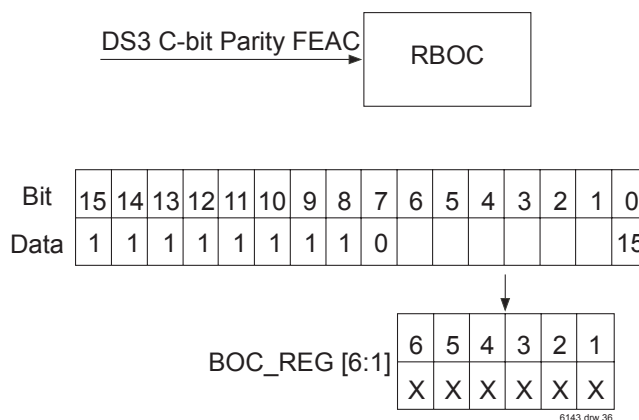 DS3 C-bit Parity FEAC
RBOC
Bit 15 14 13 12 11 10 9 8 7 6 5 4 3 2 1 0
Data 1 1 1 1 1 1 1 1 0 15
BOC_REG [6:1] 6 5 4 3 2 1
X X X X X X
6143 drw 36